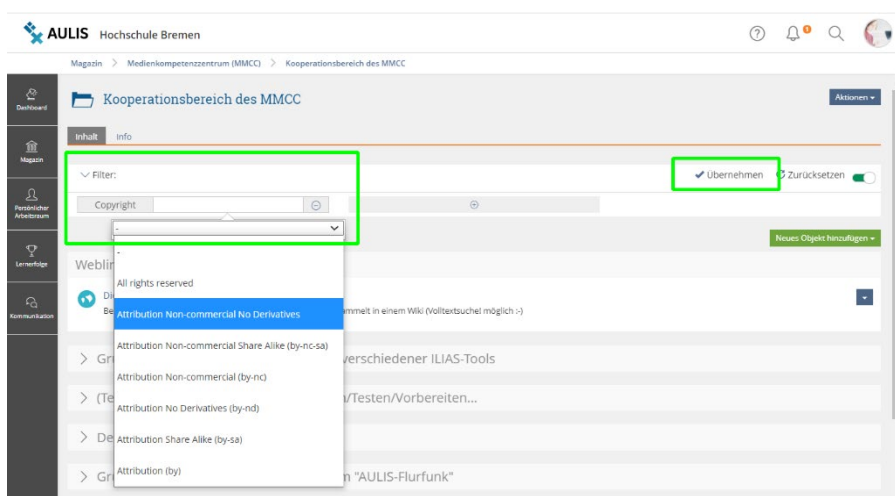 AULIS Hochschule Bremen
Magazin > Medienkompetenzzentrum (MMCC) > Kooperationsbereich des MMCC
Dashboard
Magazin
Persönlicher
Arbeitsraum
Lernerfolge
Kommunikation
Kooperationsbereich des MMCC
Aktionen
Inhalt Info
Filter:
Übernehmen Zurücksetzen
Copyright
-
Neues Objekt hinzufügen
-
All rights reserved
Attribution Non-commercial No Derivatives
mmelt in einem Wiki (Volltextsuche! möglich ;-)
Attribution Non-commercial Share Alike (by-nc-sa)
verschiedener ILIAS-Tools
Attribution Non-commercial (by-nc)
(Te
/Testen/Vorbereiten...
Attribution No Derivatives (by-nd)
De
Attribution Share Alike (by-sa)
Attribution (by)
Gr
"AULIS-Flurfunk"